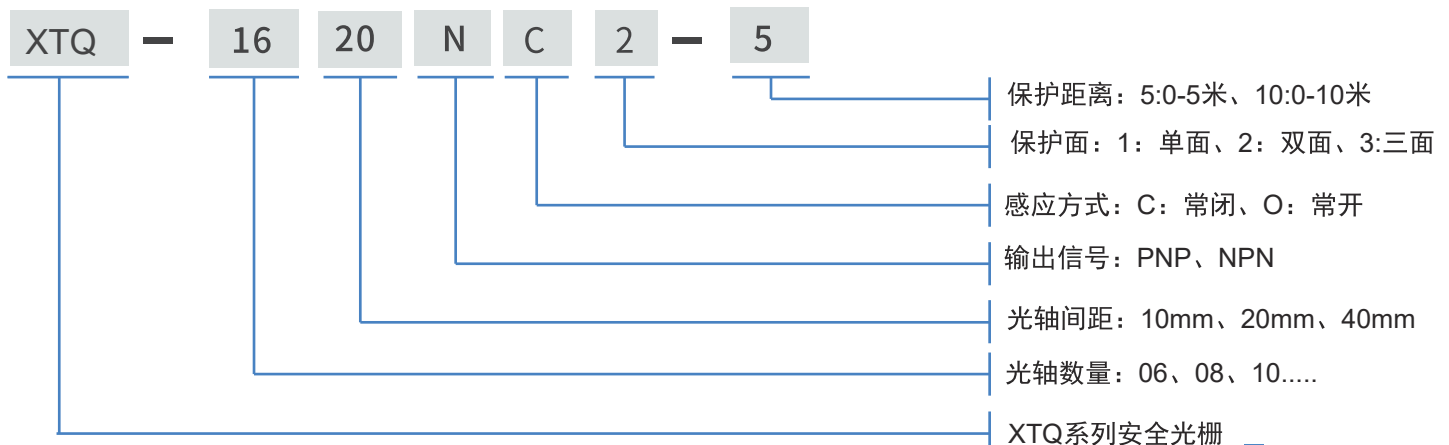 XTQ - 16 20 N C 2 - 5
保护距离：5:0-5米、10:0-10米
保护面：1：单面、2：双面、3:三面
感应方式：C：常闭、O：常开
输出信号：PNP、NPN
光轴间距：10mm、20mm、40mm
光轴数量：06、08、10.....
XTQ系列安全光栅